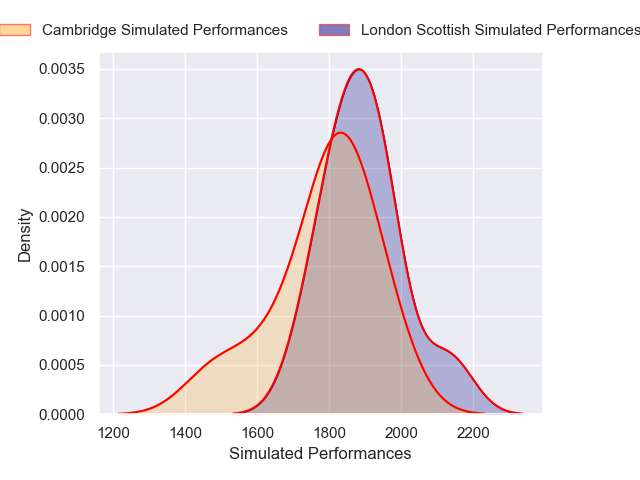 Cambridge Simulated Performances London Scottish Simulated Performances
0.0035
0.0030
0.0025
0.0020
0.0015
0.0010
0.0005
0.0000
Density
1200 1400 1600 1800 2000 2200
Simulated Performances